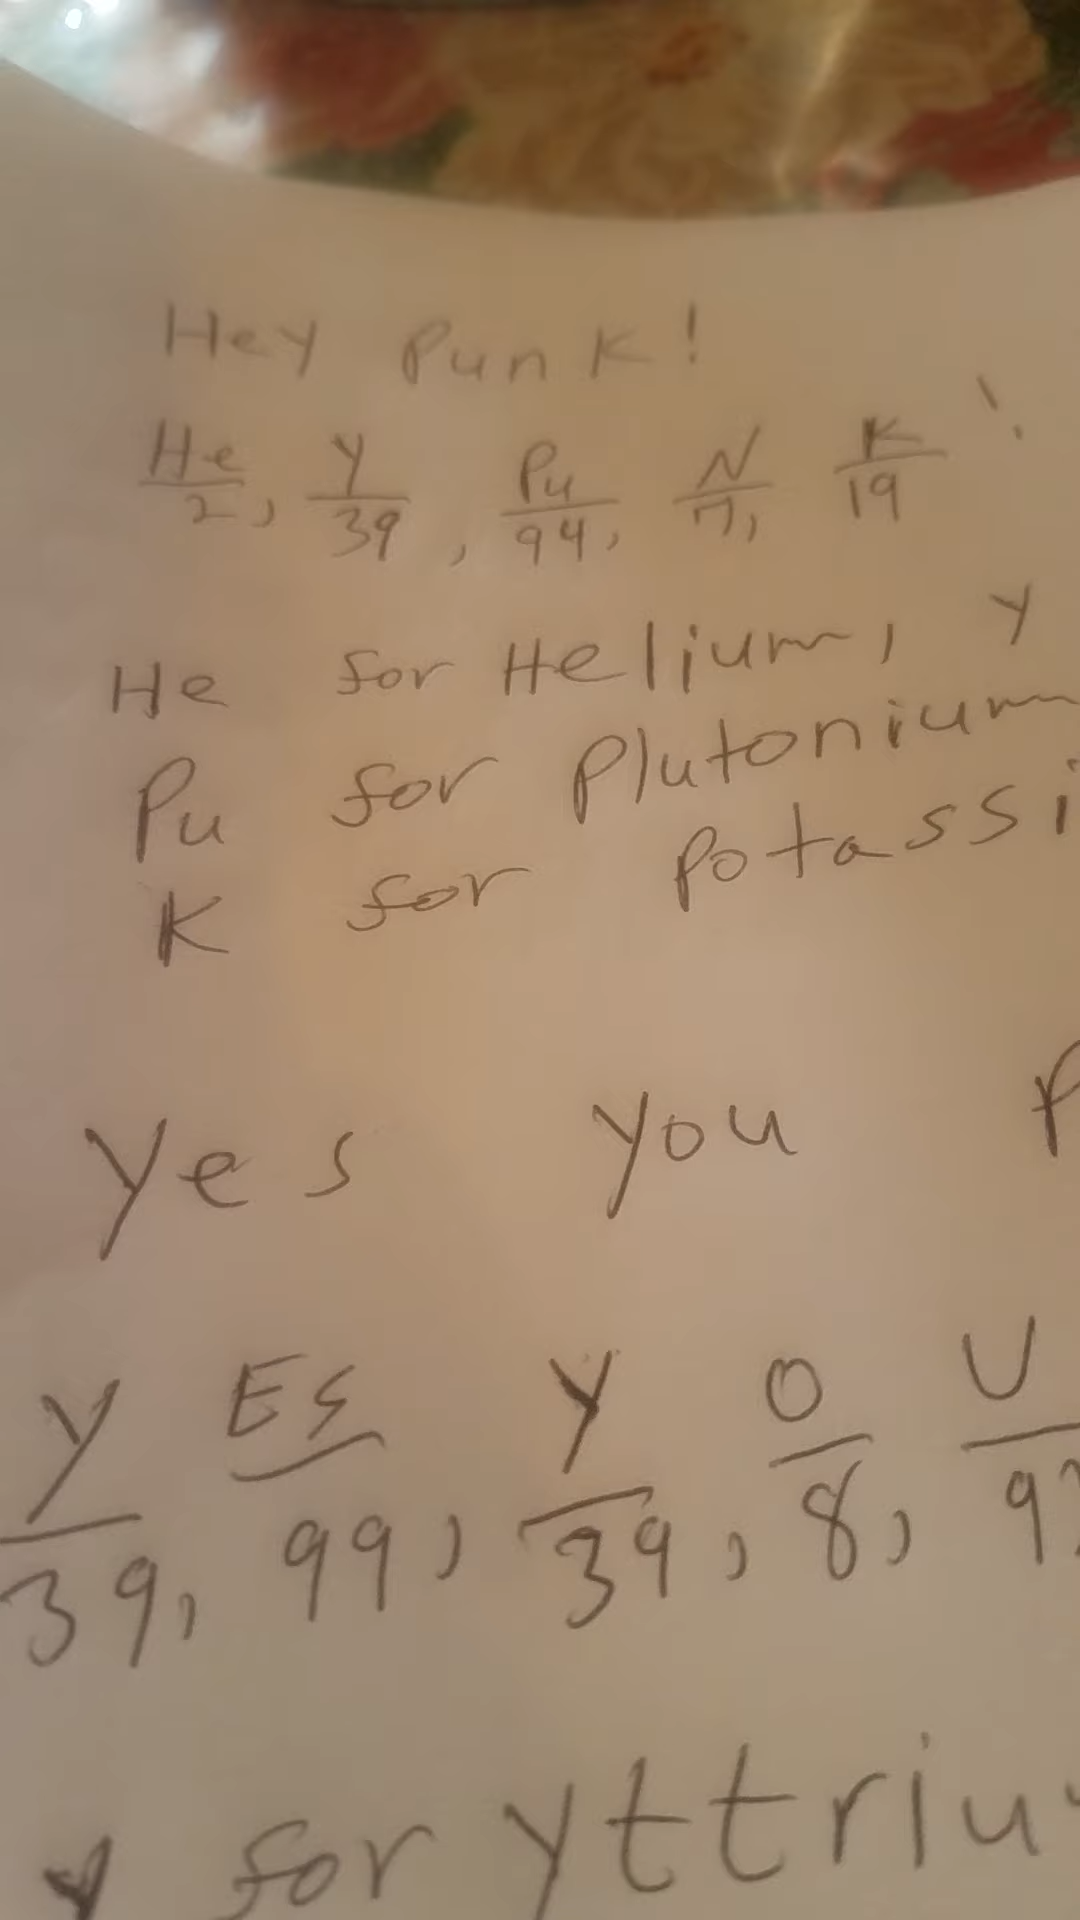 Hey Punk!
He Y Pu N K !
2, 39, 94, 7, 19
He for Helium, Y
Pu for Plutonium
K for Potassi
Yes you P
Y ES Y O U
39, 99, 39, 8, 92
Y for Yttriu